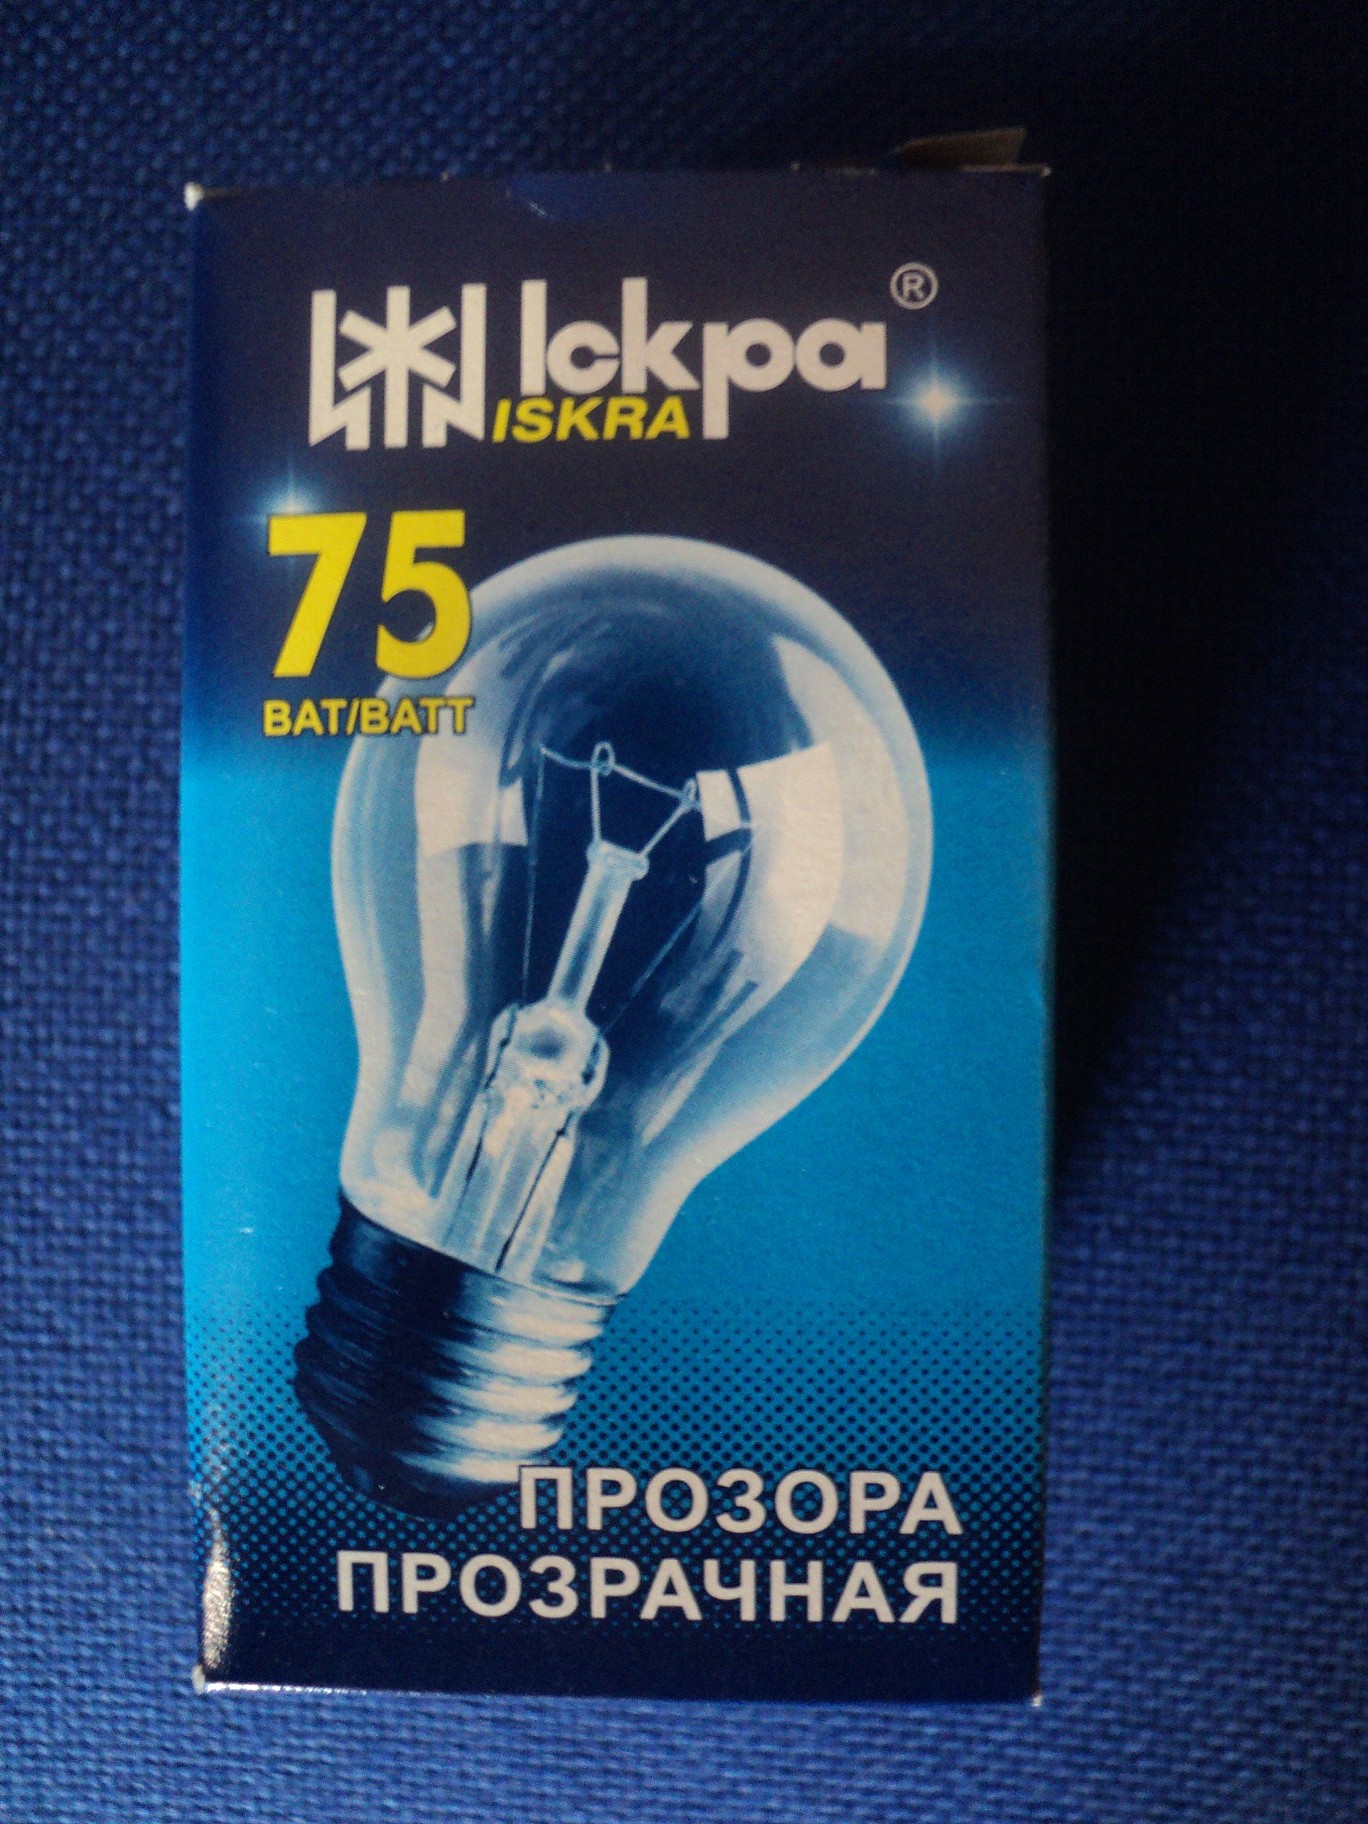 Іскра ®
ISKRA
75
ВАТ/ВАТТ
ПРОЗОРА
ПРОЗРАЧНАЯ